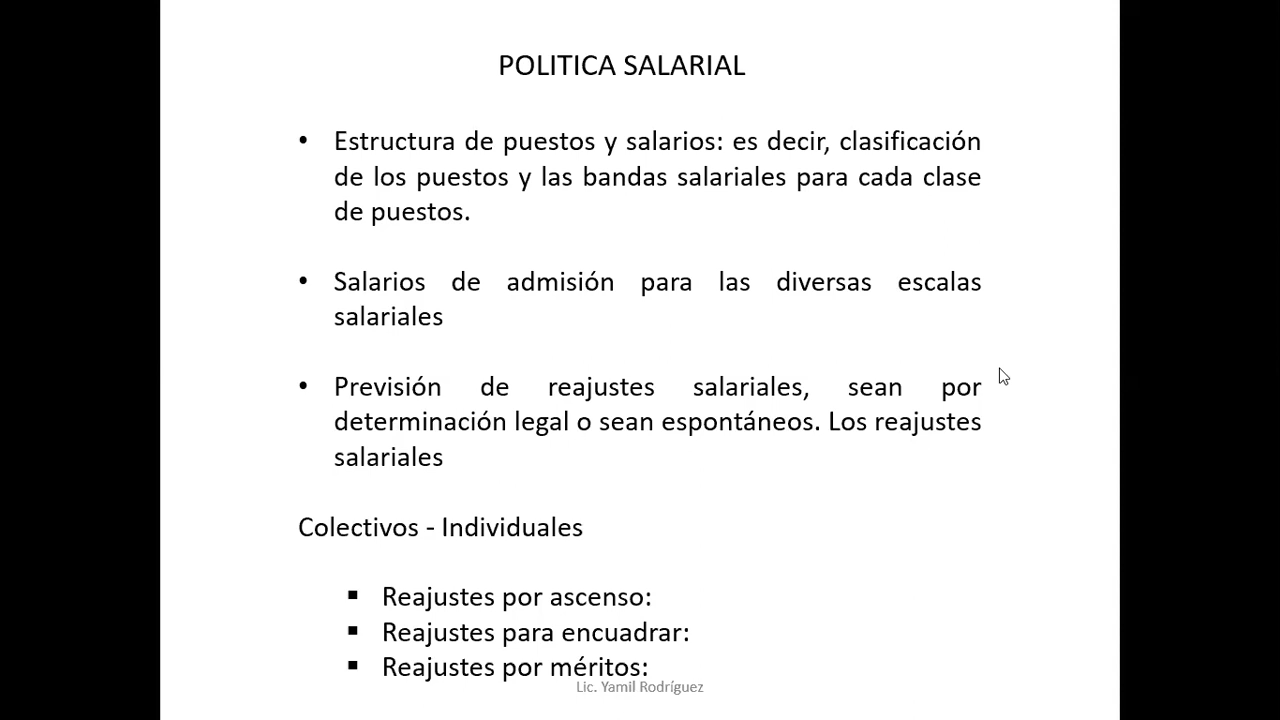 POLITICA SALARIAL
• Estructura de puestos y salarios: es decir, clasificación
de los puestos y las bandas salariales para cada clase
de puestos.
• Salarios de admisión para las diversas escalas
salariales
• Previsión de reajustes salariales, sean por
determinación legal o sean espontáneos. Los reajustes
salariales
Colectivos - Individuales
▪ Reajustes por ascenso:
▪ Reajustes para encuadrar:
▪ Reajustes por méritos:
Lic. Yamil Rodríguez